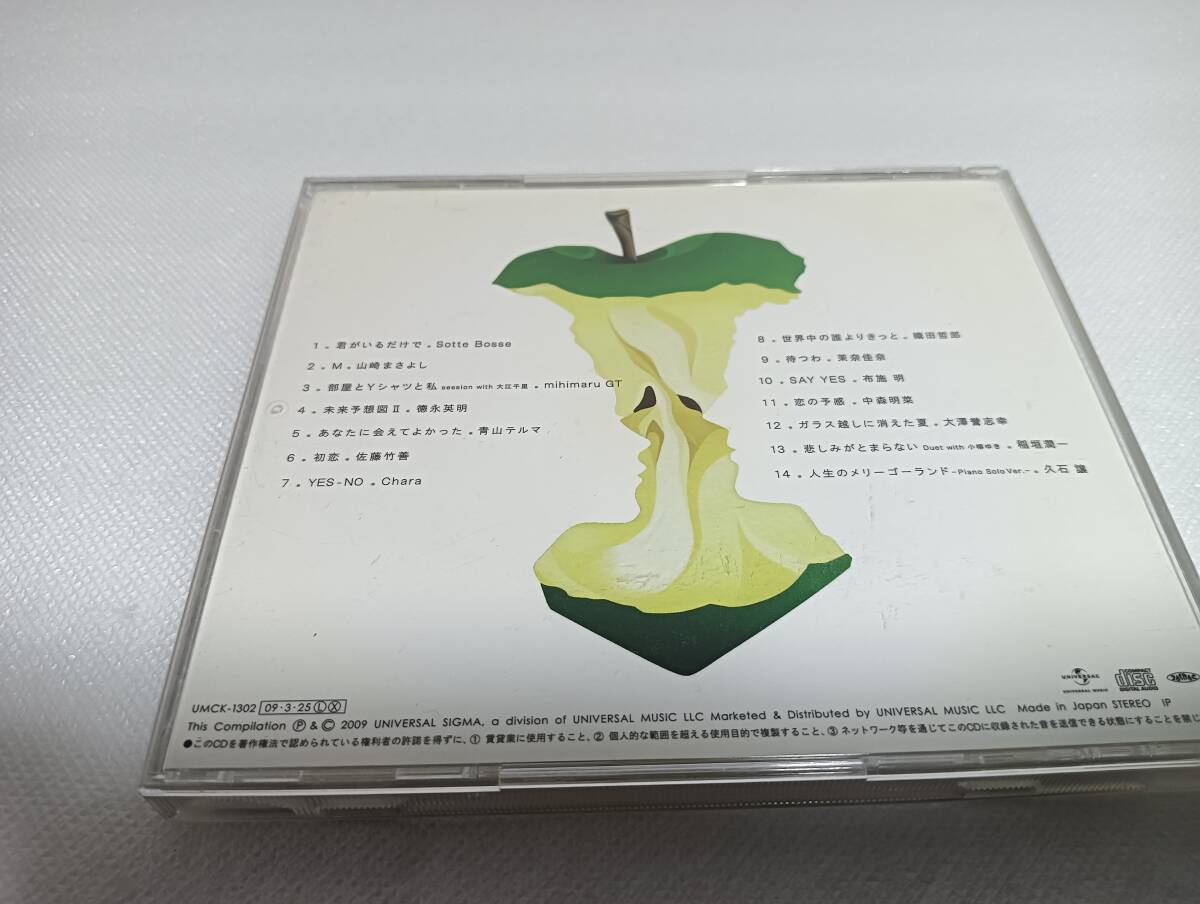 1 。君がいるだけで 。Sotte Bosse
2 。M 。山崎まさよし
3 。部屋とYシャツと私 session with 大江千里 。mihimaru GT
4 。未来予想図Ⅱ 。徳永英明
5 。あなたに会えてよかった 。青山テルマ
6 。初恋 。佐藤竹善
7 。YES-NO 。Chara
8 。世界中の誰よりきっと 。織田哲郎
9 。待つわ 。茉奈佳奈
10 。SAY YES 。布施 明
11 。恋の予感 。中森明菜
12 。ガラス越しに消えた夏 。大澤誉志幸
13 。悲しみがとまらない Duet with 小柳ゆき 。稲垣潤一
14 。人生のメリーゴーランド -Piano Solo Ver.- 。久石 譲
UNIVERSAL
UNIVERSAL MUSIC
COMPACT
disc
DIGITAL AUDIO
UMCK-1302 09・3・25 Ⓛ Ⓧ
This Compilation Ⓟ & Ⓒ 2009 UNIVERSAL SIGMA, a division of UNIVERSAL MUSIC LLC Marketed & Distributed by UNIVERSAL MUSIC LLC Made in Japan STEREO IP
●このCDを著作権法で認められている権利者の許諾を得ずに、① 賃貸業に使用すること、② 個人的な範囲を超える使用目的で複製すること、③ ネットワーク等を通じてこのCDに収録された音を送信できる状態にすることを禁じ